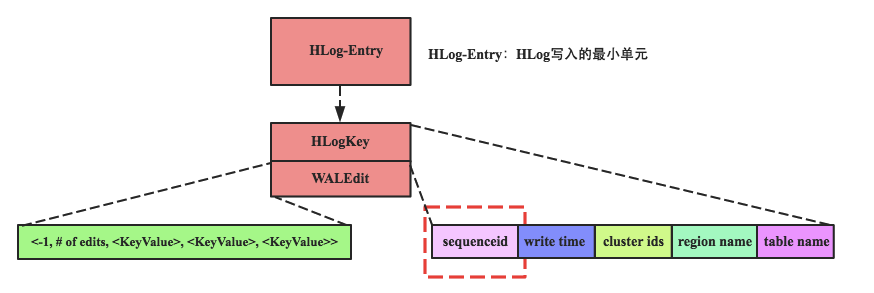 HLog-Entry
HLog-Entry：HLog写入的最小单元
HLogKey
WALEdit
<-1, # of edits, <KeyValue>, <KeyValue>, <KeyValue>>
sequenceid
write time
cluster ids
region name
table name